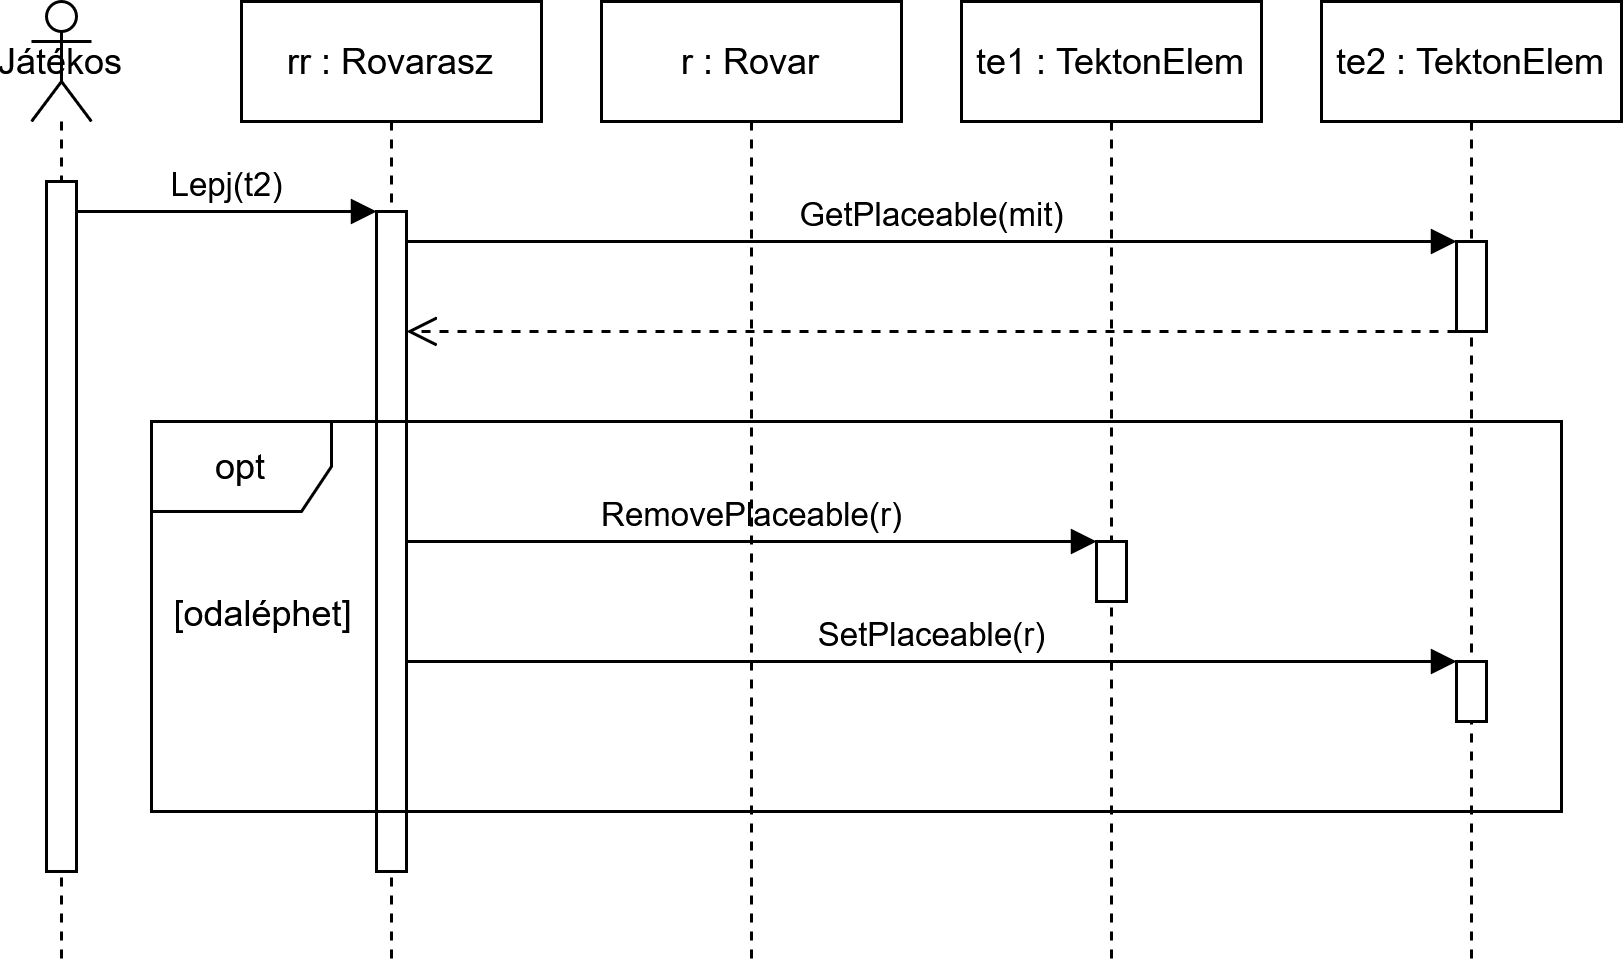 Játékos
rr : Rovarasz
r : Rovar
te1 : TektonElem
te2 : TektonElem
Lepj(t2)
GetPlaceable(mit)
opt
RemovePlaceable(r)
[odaléphet]
SetPlaceable(r)